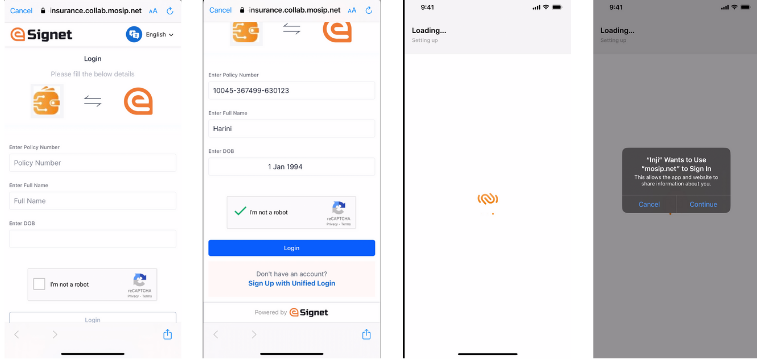 Cancel insurance.collab.mosip.net AA
eSignet English
Login
Please fill the below details
Enter Policy Number
Policy Number
Enter Full Name
Full Name
Enter DOB
I'm not a robot
reCAPTCHA
Privacy - Terms
Login
Cancel insurance.collab.mosip.net AA
Enter Policy Number
10045-367499-630123
Enter Full Name
Harini
Enter DOB
1 Jan 1994
I'm not a robot
reCAPTCHA
Privacy - Terms
Login
Don't have an account?
Sign Up with Unified Login
Powered by eSignet
9:41
Loading...
Setting up
9:41
Loading...
Setting up
"Inji" Wants to Use
"mosip.net" to Sign In
This allows the app and website to
share information about you.
Cancel Continue